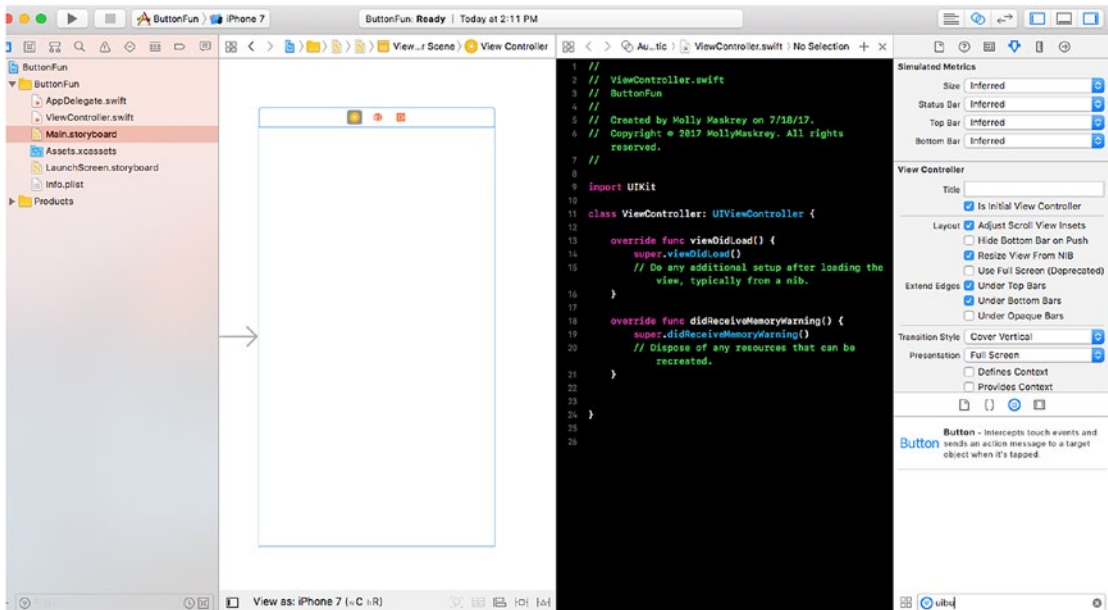 ButtonFun › iPhone 7
ButtonFun: Ready | Today at 2:11 PM
View...r Scene › View Controller
Au...tic › ViewController.swift › No Selection
ButtonFun
ButtonFun
AppDelegate.swift
ViewController.swift
Main.storyboard
Assets.xcassets
LaunchScreen.storyboard
Info.plist
Products
View as: iPhone 7 (wC hR)
1 //
2 //  ViewController.swift
3 //  ButtonFun
4 //
5 //  Created by Molly Maskrey on 7/18/17.
6 //  Copyright © 2017 MollyMaskrey. All rights
reserved.
7 //
8
9 import UIKit
10
11 class ViewController: UIViewController {
12
13     override func viewDidLoad() {
14         super.viewDidLoad()
15         // Do any additional setup after loading the
view, typically from a nib.
16     }
17
18     override func didReceiveMemoryWarning() {
19         super.didReceiveMemoryWarning()
20         // Dispose of any resources that can be
recreated.
21     }
22
23
24 }
25
26
Simulated Metrics
Size Inferred
Status Bar Inferred
Top Bar Inferred
Bottom Bar Inferred
View Controller
Title
Is Initial View Controller
Layout Adjust Scroll View Insets
Hide Bottom Bar on Push
Resize View From NIB
Use Full Screen (Deprecated)
Extend Edges Under Top Bars
Under Bottom Bars
Under Opaque Bars
Transition Style Cover Vertical
Presentation Full Screen
Defines Context
Provides Context
Button
Button - Intercepts touch events and
sends an action message to a target
object when it's tapped.
uibu